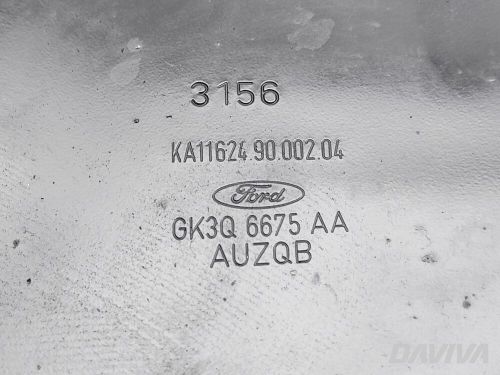 3156
KA11624.90.002.04
Ford
GK3Q 6675 AA
AUZQB
DAVIVA